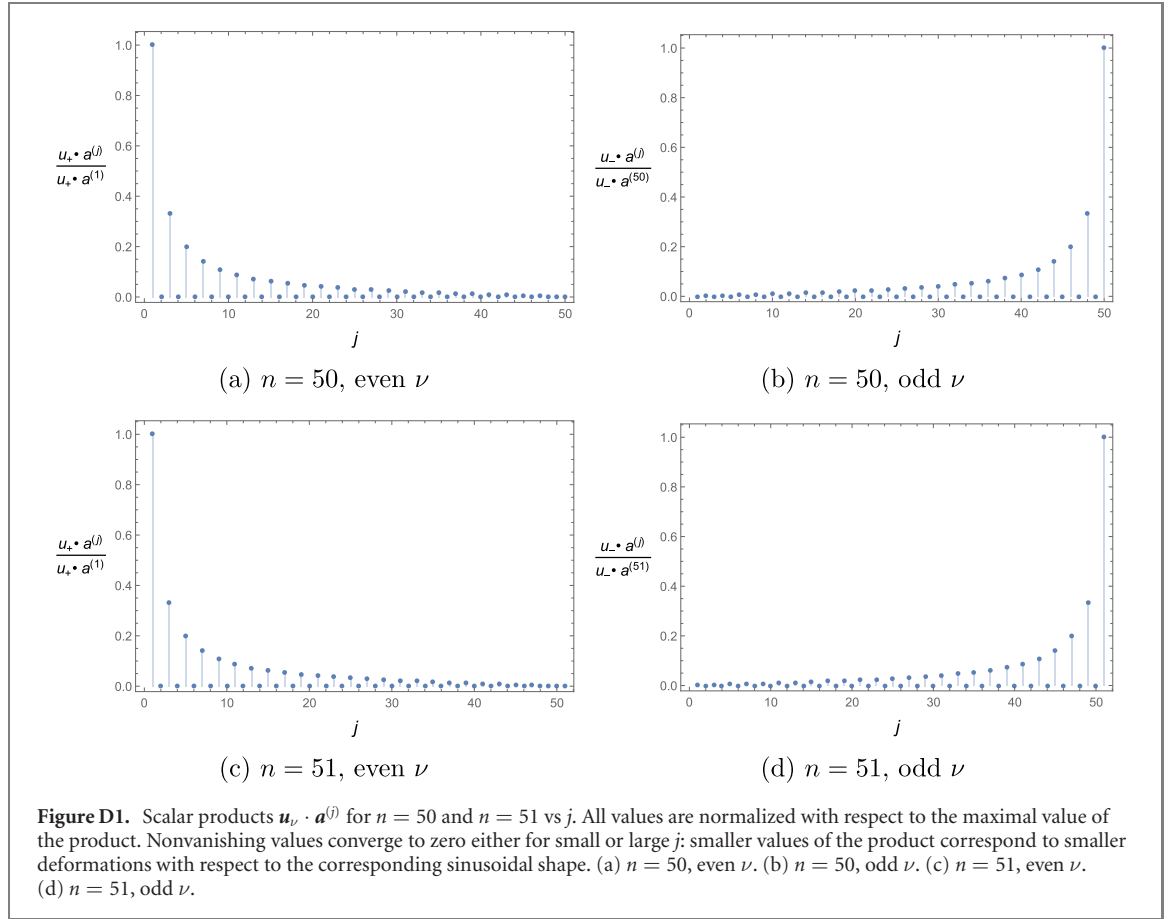 1.0
0.8
0.6
0.4
0.2
0.0
u₊• a⁽ʲ⁾
u₊• a⁽¹⁾
0 10 20 30 40 50
j
(a) n = 50, even ν
1.0
0.8
0.6
0.4
0.2
0.0
u₋• a⁽ʲ⁾
u₋• a⁽⁵⁰⁾
0 10 20 30 40 50
j
(b) n = 50, odd ν
1.0
0.8
0.6
0.4
0.2
0.0
u₊• a⁽ʲ⁾
u₊• a⁽¹⁾
0 10 20 30 40 50
j
(c) n = 51, even ν
1.0
0.8
0.6
0.4
0.2
0.0
u₋• a⁽ʲ⁾
u₋• a⁽⁵¹⁾
0 10 20 30 40 50
j
(d) n = 51, odd ν
Figure D1. Scalar products uᵥ · a⁽ʲ⁾ for n = 50 and n = 51 vs j. All values are normalized with respect to the maximal value of
the product. Nonvanishing values converge to zero either for small or large j: smaller values of the product correspond to smaller
deformations with respect to the corresponding sinusoidal shape. (a) n = 50, even ν. (b) n = 50, odd ν. (c) n = 51, even ν.
(d) n = 51, odd ν.